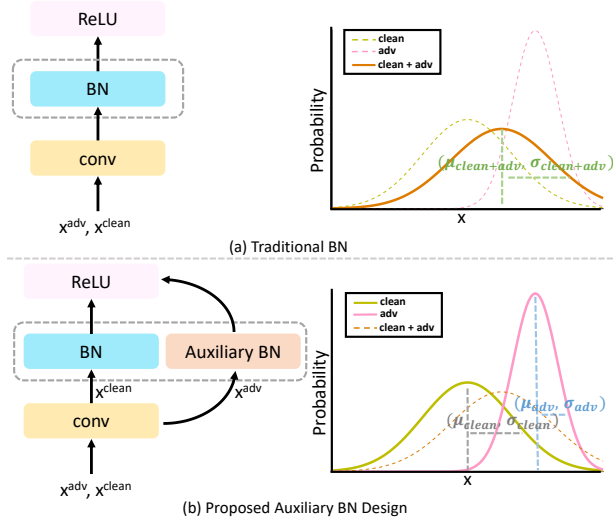 ReLU
BN
conv
x^adv, x^clean
clean
adv
clean + adv
Probability
(μ_clean+adv, σ_clean+adv)
x
(a) Traditional BN
ReLU
BN
Auxiliary BN
x^clean
x^adv
conv
x^adv, x^clean
clean
adv
clean + adv
Probability
(μ_adv, σ_adv)
(μ_clean, σ_clean)
x
(b) Proposed Auxiliary BN Design